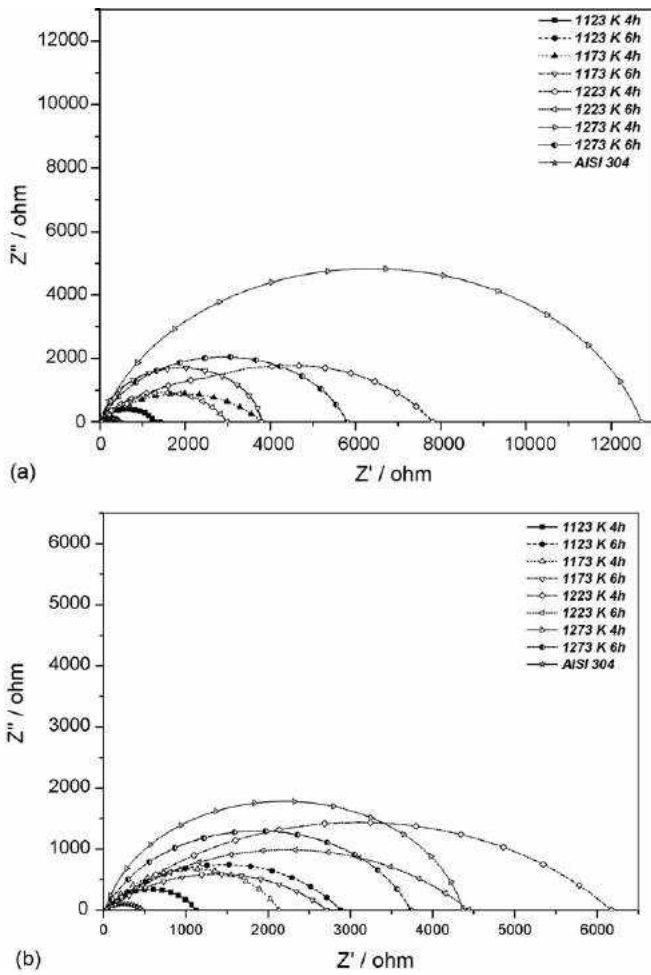 12000
10000
8000
6000
4000
2000
0
Z'' / ohm
1123 K 4h
1123 K 6h
1173 K 4h
1173 K 6h
1223 K 4h
1223 K 6h
1273 K 4h
1273 K 6h
AISI 304
0 2000 4000 6000 8000 10000 12000
(a)
Z' / ohm
6000
5000
4000
3000
2000
1000
0
Z'' / ohm
1123 K 4h
1123 K 6h
1173 K 4h
1173 K 6h
1223 K 4h
1223 K 6h
1273 K 4h
1273 K 6h
AISI 304
0 1000 2000 3000 4000 5000 6000
(b)
Z' / ohm